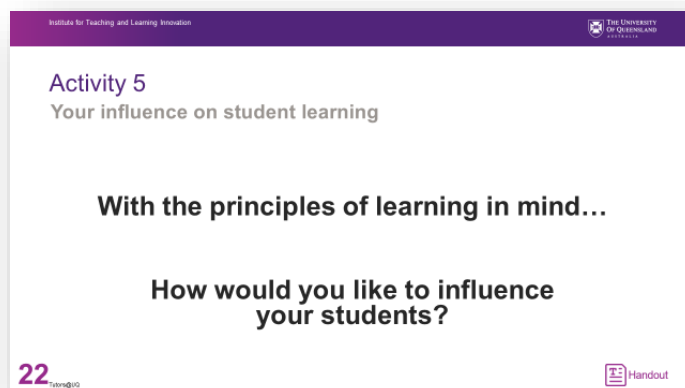 Institute for Teaching and Learning Innovation
THE UNIVERSITY
OF QUEENSLAND
AUSTRALIA
Activity 5
Your influence on student learning
With the principles of learning in mind…
How would you like to influence
your students?
22 Tutors@UQ
Handout